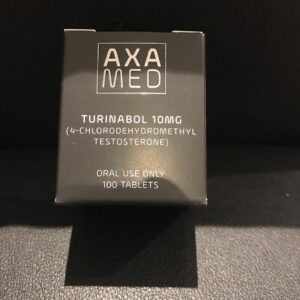 AXA
MED
TURINABOL 10MG
(4-CHLORODEHYDROMETHYL
TESTOSTERONE)
ORAL USE ONLY
100 TABLETS